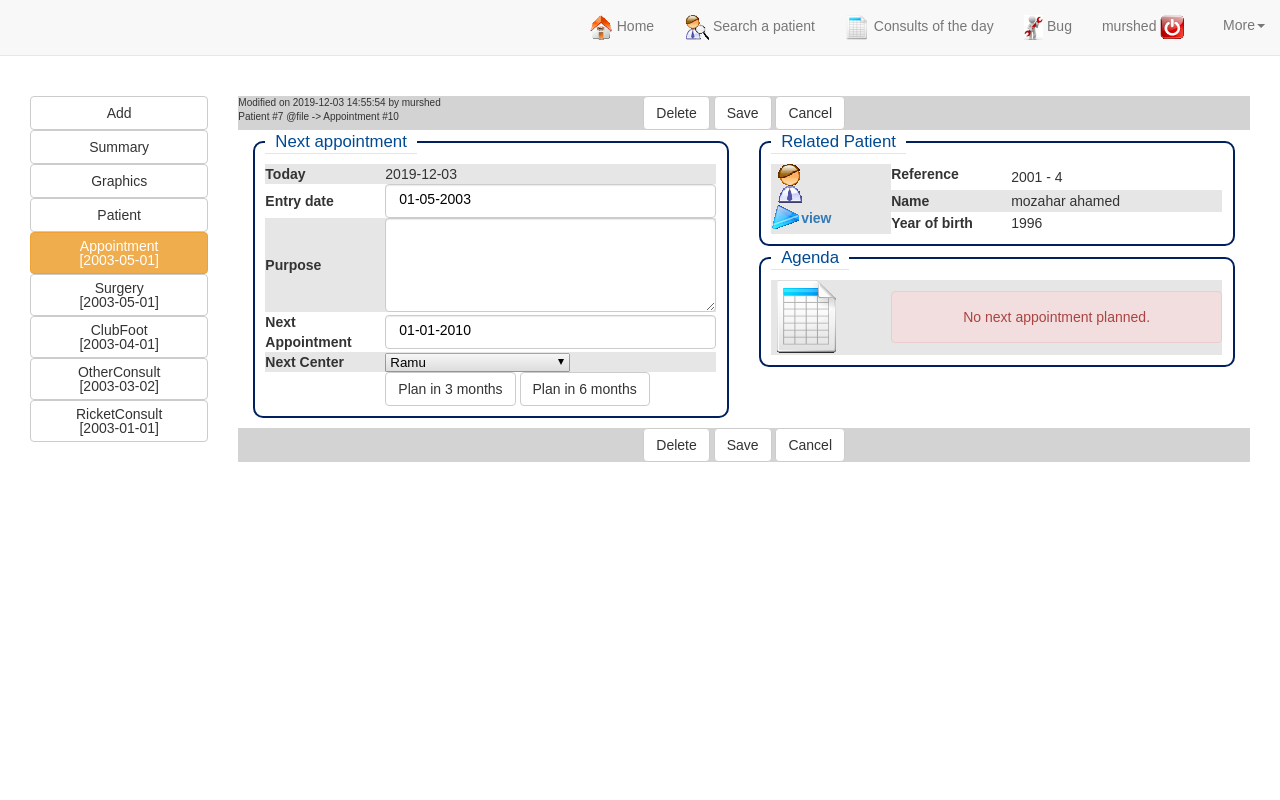 Home
Search a patient
Consults of the day
Bug
murshed
More
Add
Summary
Graphics
Patient
Appointment
[2003-05-01]
Surgery
[2003-05-01]
ClubFoot
[2003-04-01]
OtherConsult
[2003-03-02]
RicketConsult
[2003-01-01]
Modified on 2019-12-03 14:55:54 by murshed
Patient #7 @file -> Appointment #10
Delete
Save
Cancel
Next appointment
Today
2019-12-03
Entry date
01-05-2003
Purpose
Next
Appointment
01-01-2010
Next Center
Ramu
Plan in 3 months
Plan in 6 months
Related Patient
view
Reference
2001 - 4
Name
mozahar ahamed
Year of birth
1996
Agenda
No next appointment planned.
Delete
Save
Cancel